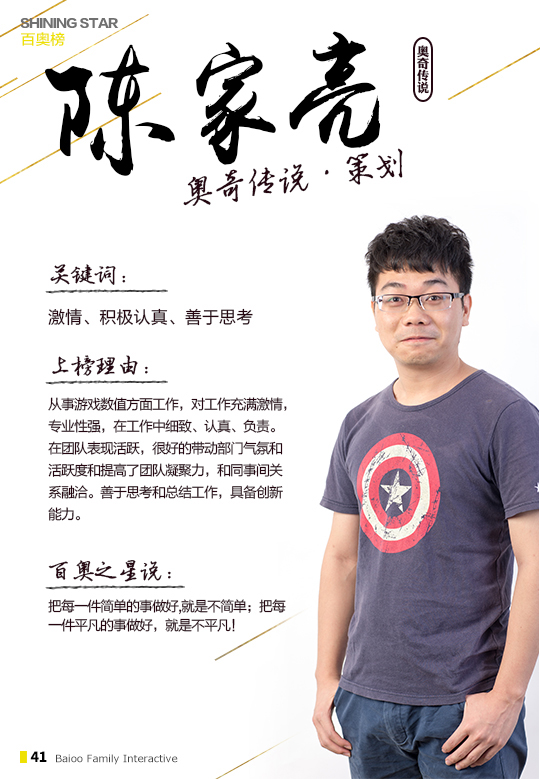 SHINING STAR
百奥榜
陈家亮
奥奇传说
奥奇传说·策划
关键词：
激情、积极认真、善于思考
上榜理由：
从事游戏数值方面工作，对工作充满激情，
专业性强，在工作中细致、认真、负责。
在团队表现活跃，很好的带动部门气氛和
活跃度和提高了团队凝聚力，和同事间关
系融洽。善于思考和总结工作，具备创新
能力。
百奥之星说：
把每一件简单的事做好,就是不简单；把每
一件平凡的事做好，就是不平凡！
41 Baioo Family Interactive